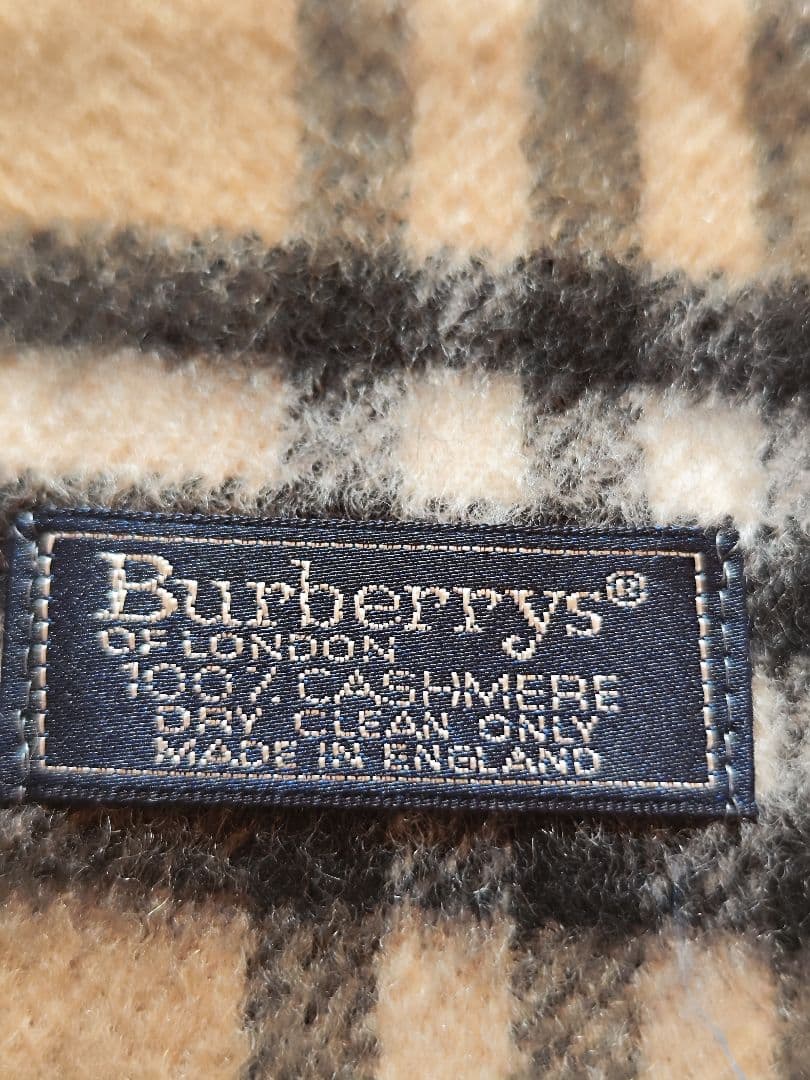 Burberrys®
OF LONDON
100% CASHMERE
DRY CLEAN ONLY
MADE IN ENGLAND